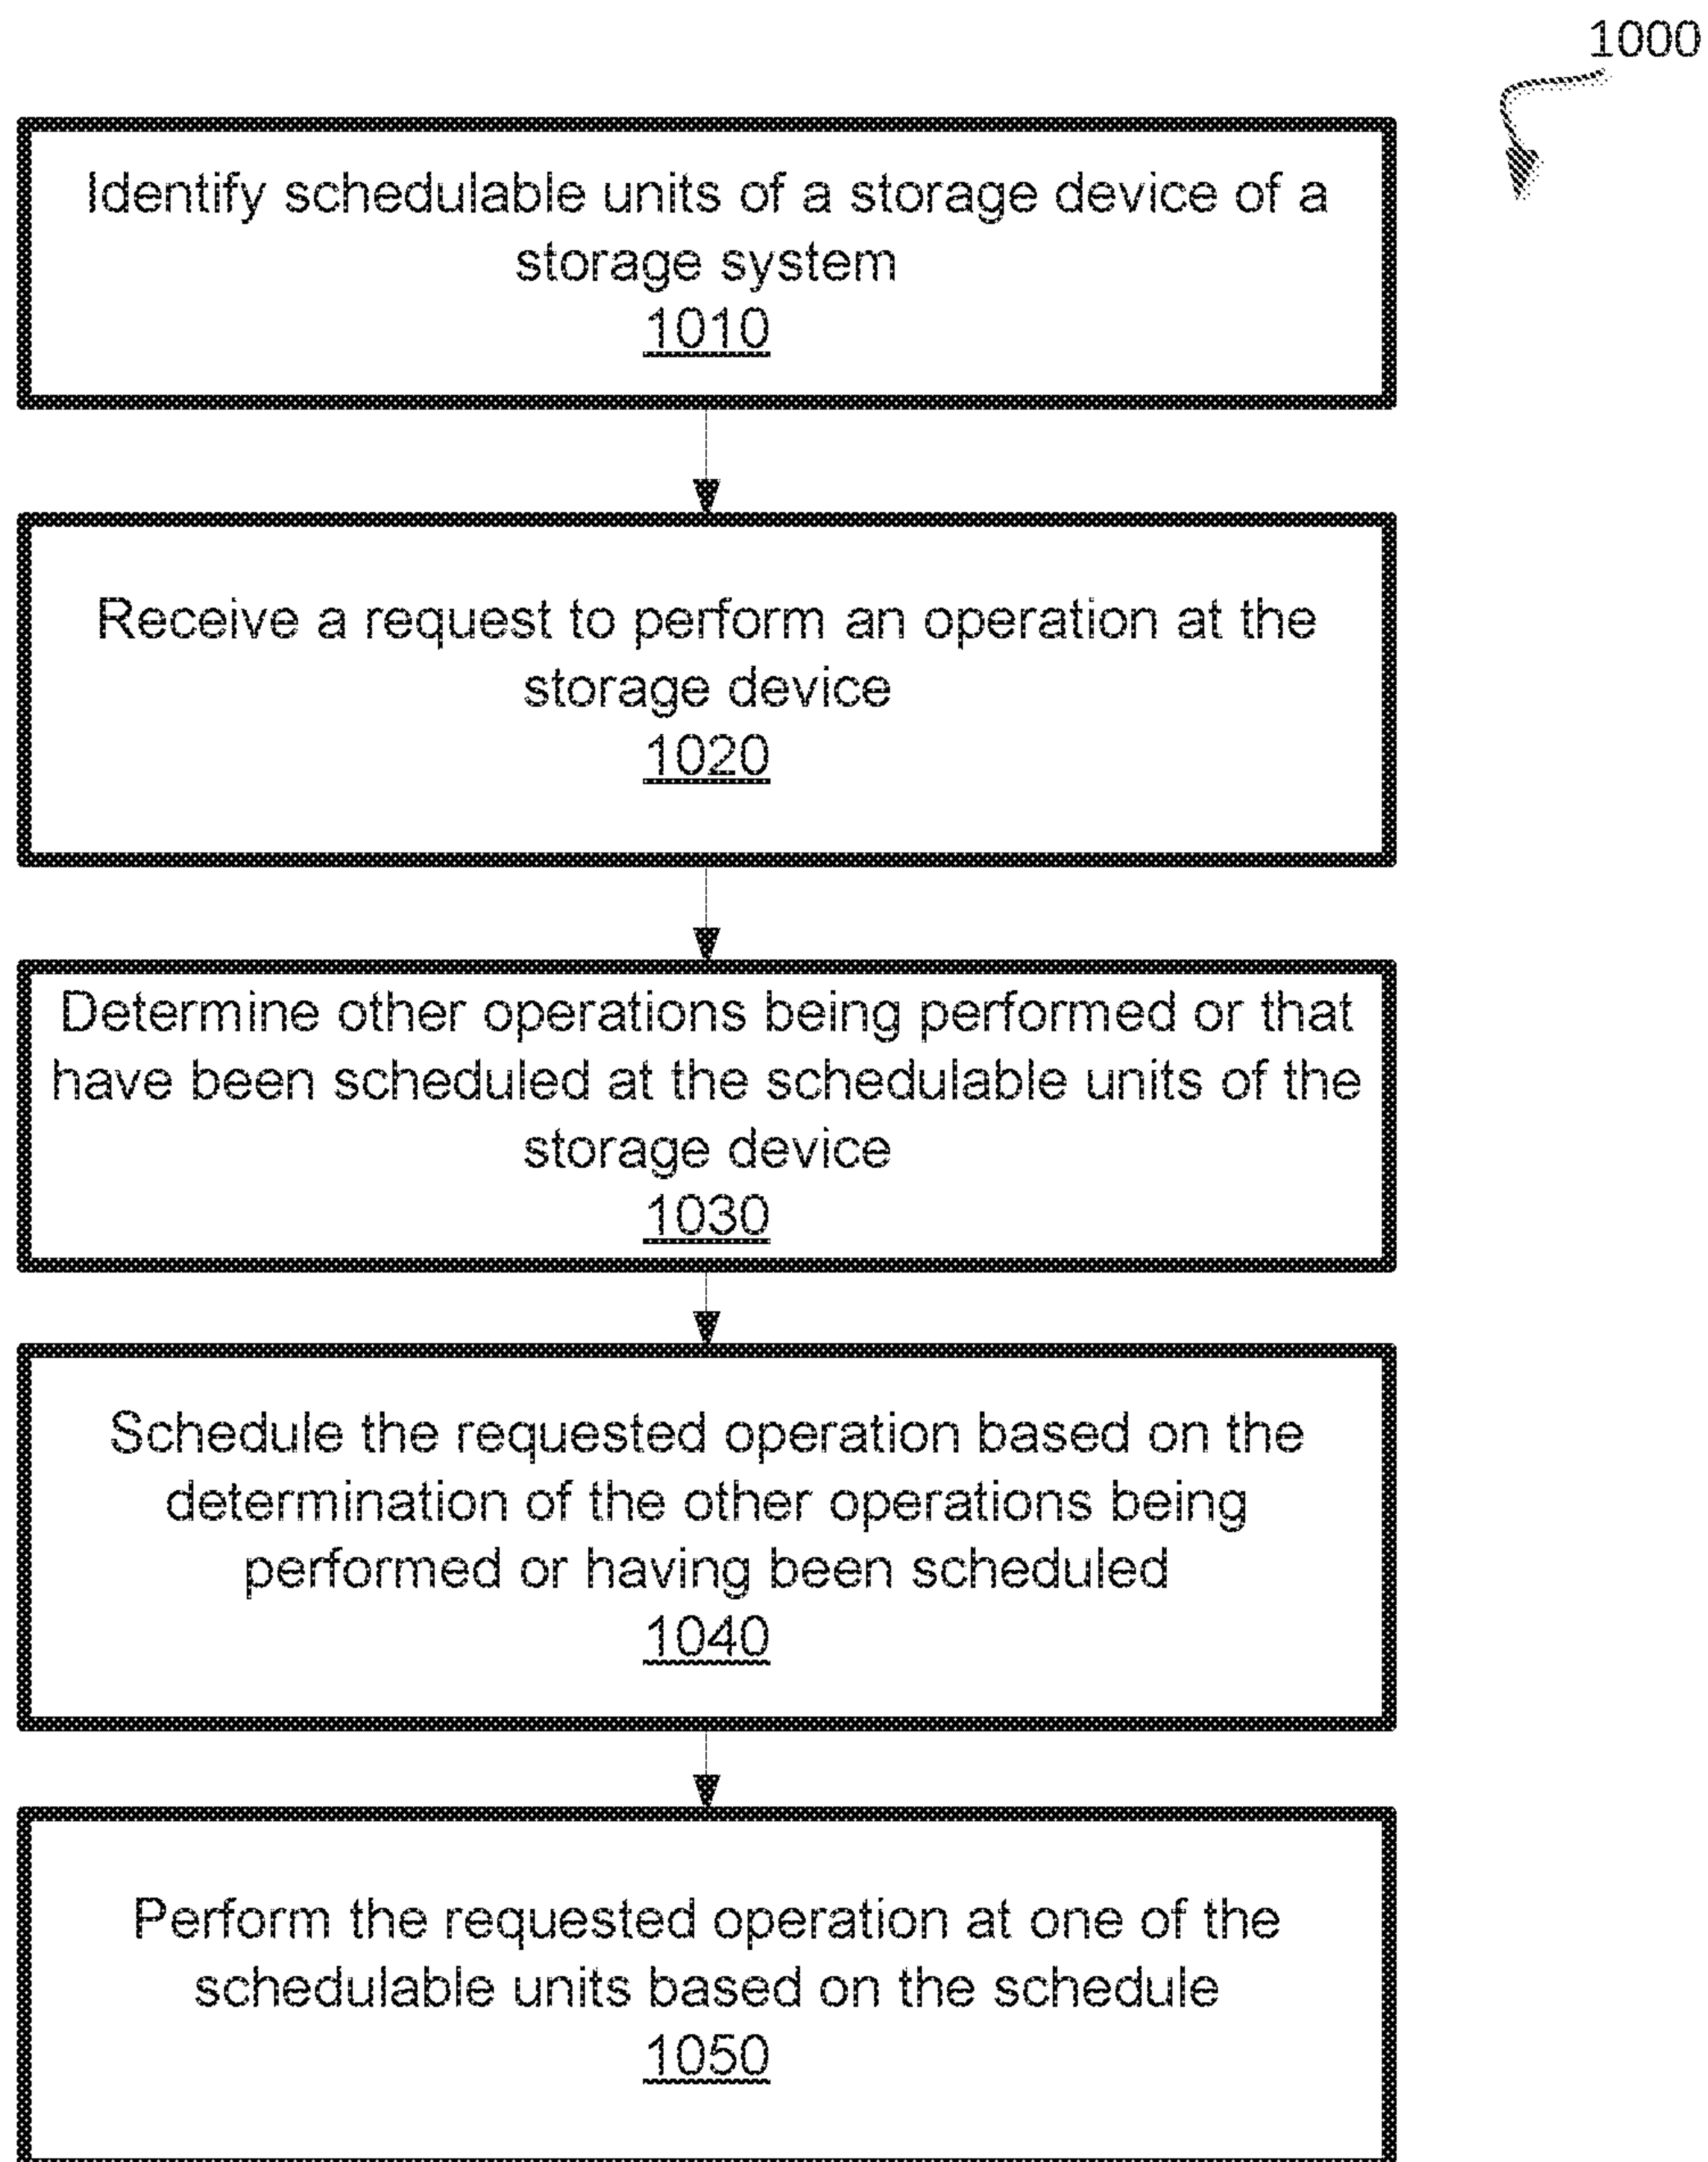 1000
Identify schedulable units of a storage device of a
storage system
1010
Receive a request to perform an operation at the
storage device
1020
Determine other operations being performed or that
have been scheduled at the schedulable units of the
storage device
1030
Schedule the requested operation based on the
determination of the other operations being
performed or having been scheduled
1040
Perform the requested operation at one of the
schedulable units based on the schedule
1050